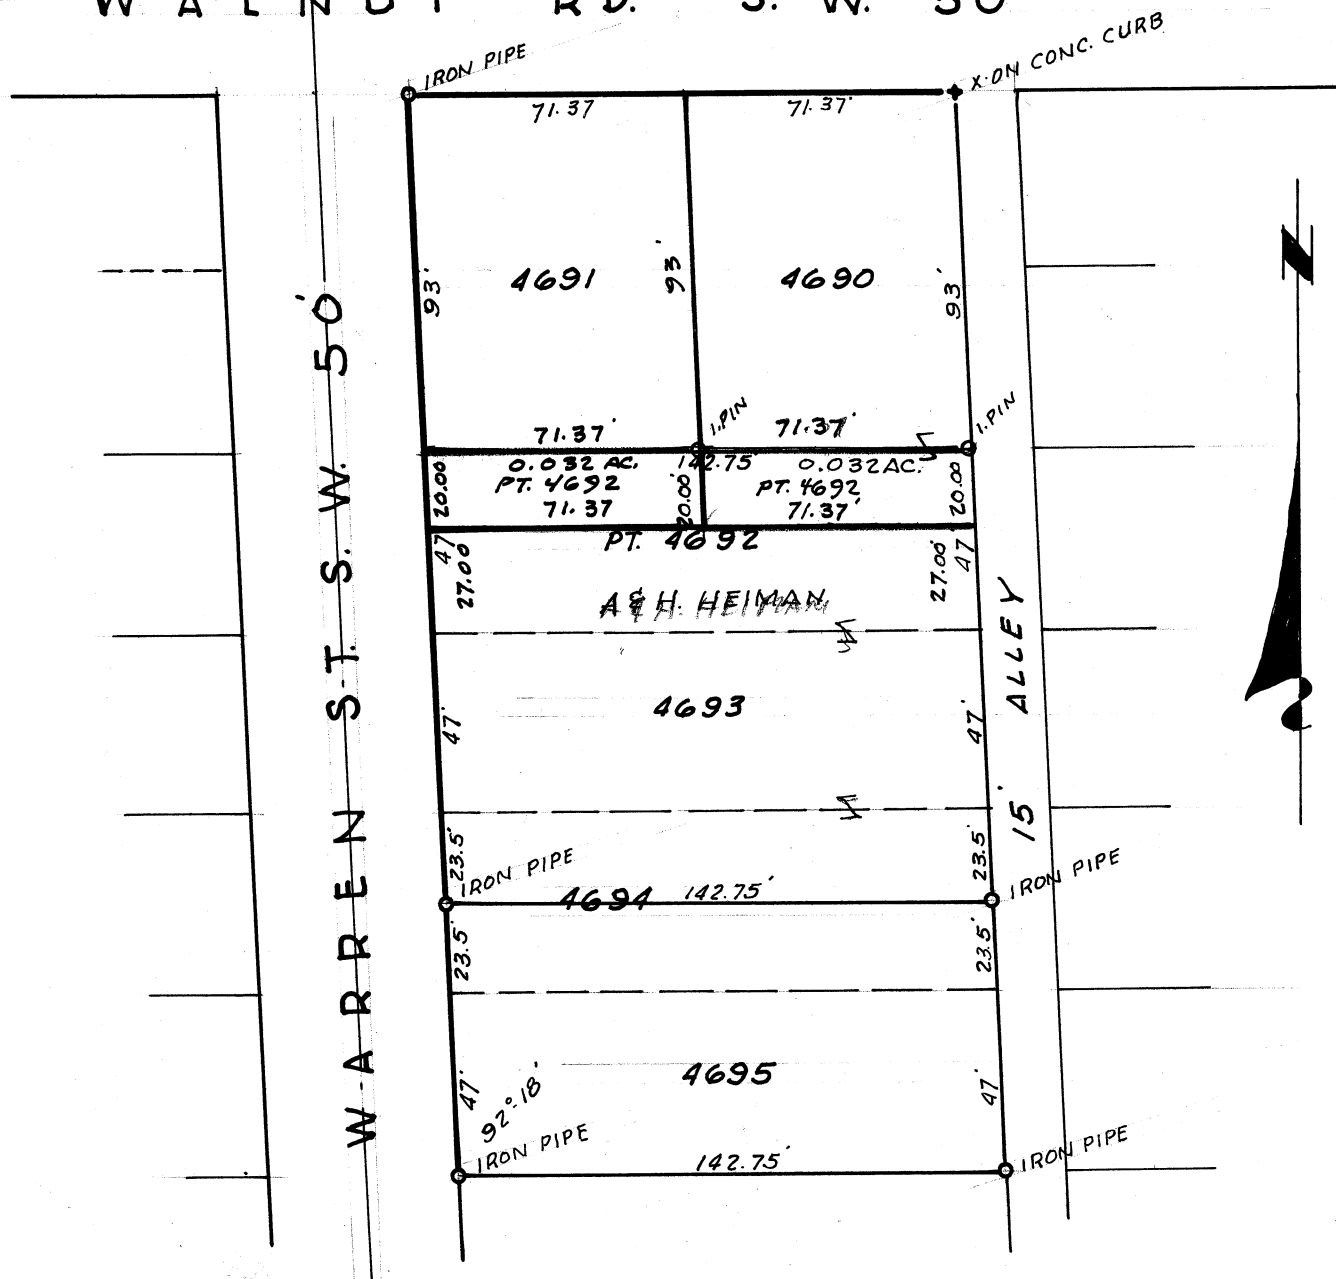 WALNUT RD. S. W. 50
IRON PIPE
X-ON CONC. CURB
71.37
71.37'
93'
4691
93'
4690
93'
N
WARREN ST. S. W. 50'
71.37'
I.PIN
71.37'
I.PIN
20.00
0.032 AC.
142.75'
0.032 AC.
20.00
PT. 4692
20.00'
PT. 4692
71.37
71.37'
47
PT. 4692
47'
27.00
27.00'
A & H. HEIMAN
15' ALLEY
47'
4693
47'
23.5'
23.5'
IRON PIPE
4694
142.75'
IRON PIPE
23.5'
23.5'
47'
92°-18'
4695
47'
IRON PIPE
142.75'
IRON PIPE